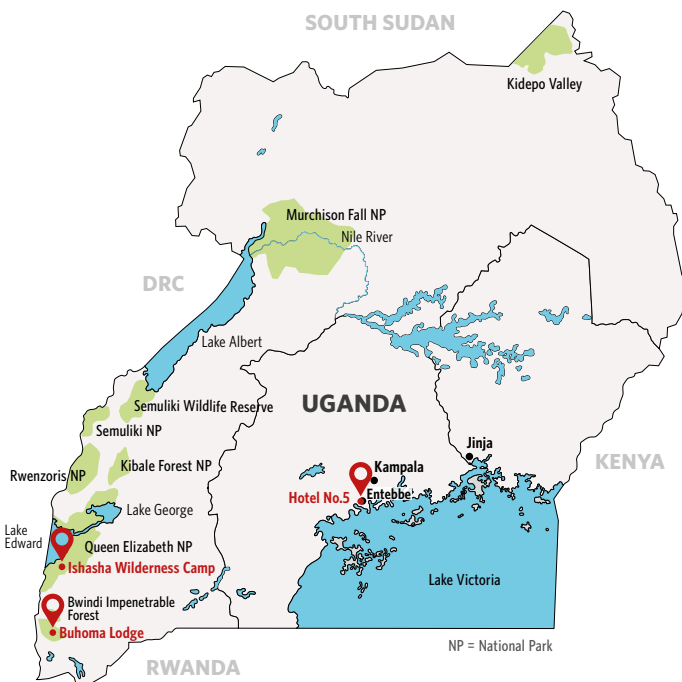 SOUTH SUDAN
Kidepo Valley
Murchison Fall NP
Nile River
DRC
Lake Albert
Semuliki Wildlife Reserve
UGANDA
Semuliki NP
Jinja
KENYA
Kampala
Rwenzoris NP
Kibale Forest NP
Hotel No.5
Entebbe
Lake George
Lake
Edward
Queen Elizabeth NP
Ishasha Wilderness Camp
Lake Victoria
Bwindi Impenetrable
Forest
Buhoma Lodge
NP = National Park
RWANDA